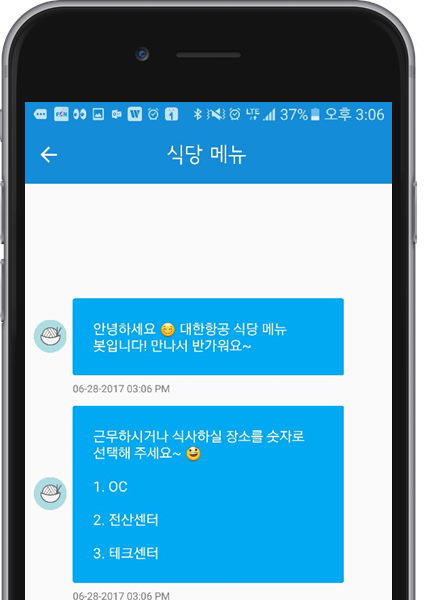 LTE 37% 오후 3:06
식당 메뉴
안녕하세요 😊 대한항공 식당 메뉴
봇입니다! 만나서 반가워요~
06-28-2017 03:06 PM
근무하시거나 식사하실 장소를 숫자로
선택해 주세요~ 😆
1. OC
2. 전산센터
3. 테크센터
06-28-2017 03:06 PM